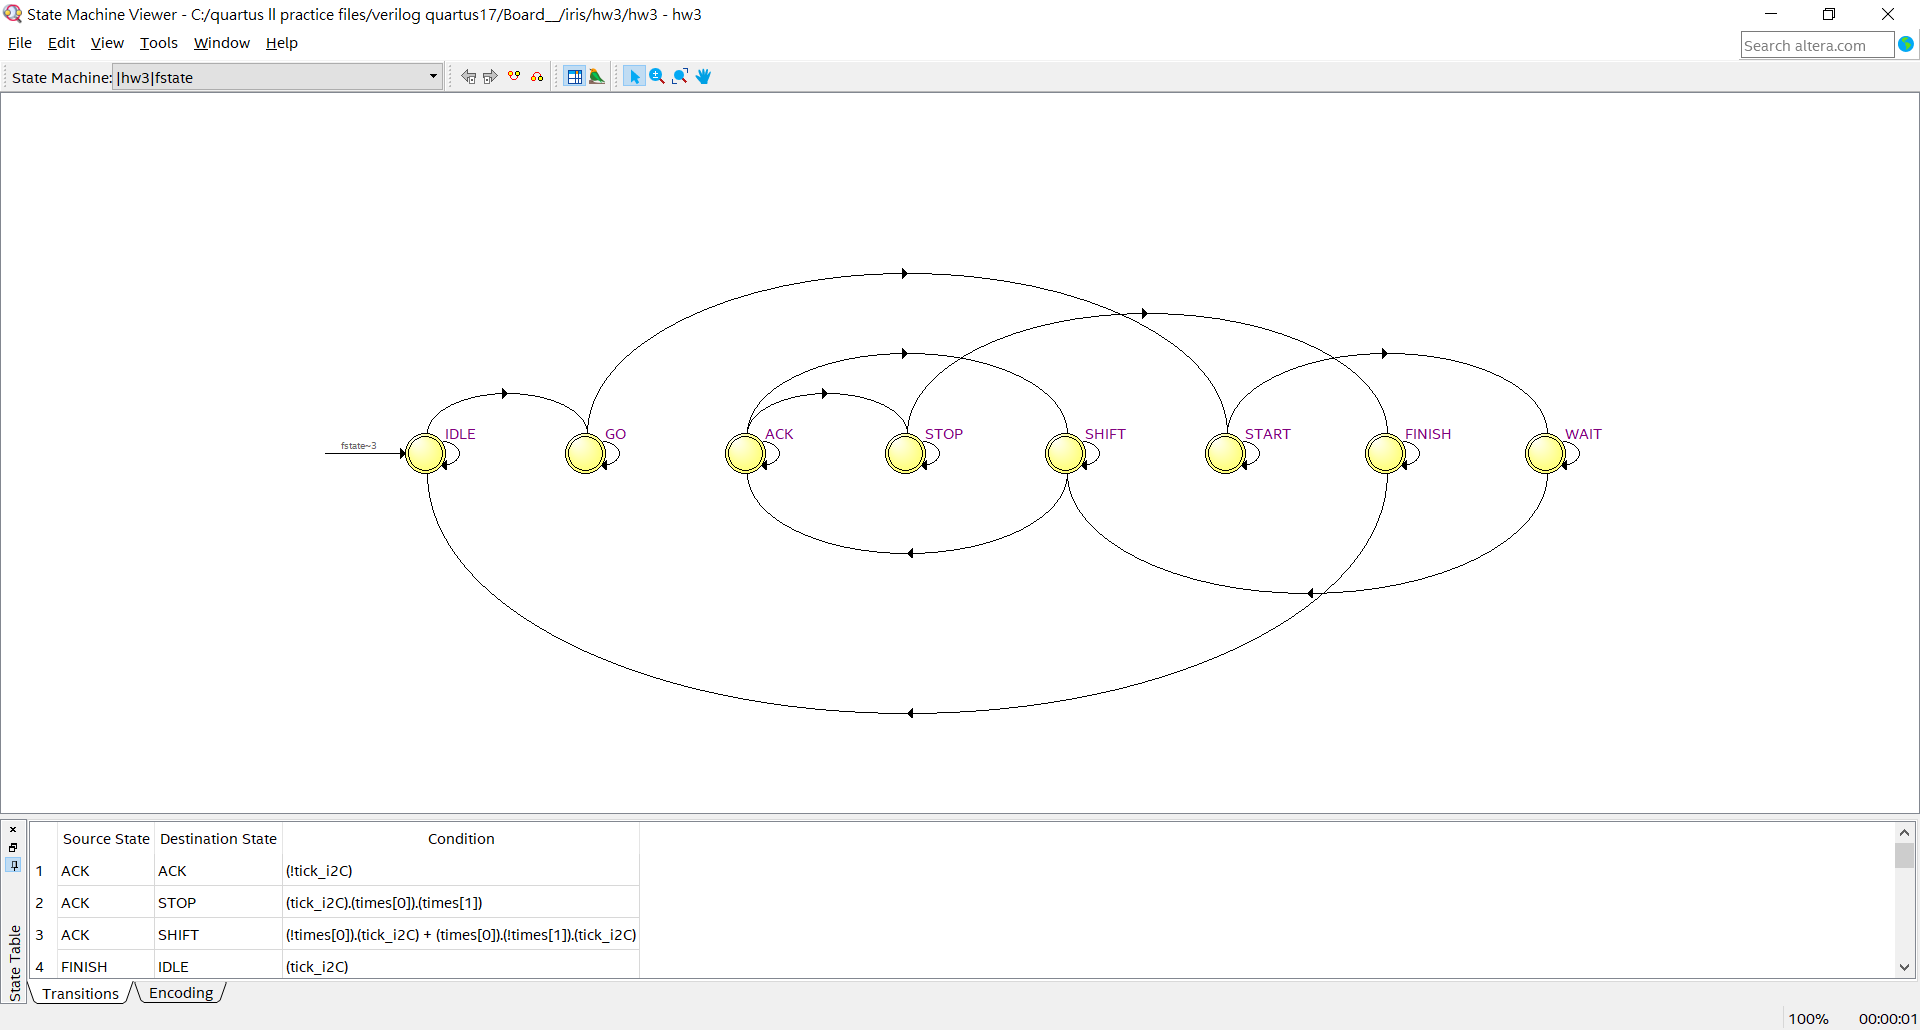 State Machine Viewer - C:/quartus ll practice files/verilog quartus17/Board__/iris/hw3/hw3 - hw3
File Edit View Tools Window Help
Search altera.com
State Machine: |hw3|fstate
fstate~3
IDLE GO ACK STOP SHIFT START FINISH WAIT
Source State Destination State Condition
1 ACK ACK (!tick_i2C)
2 ACK STOP (tick_i2C).(times[0]).(times[1])
3 ACK SHIFT (!times[0]).(tick_i2C) + (times[0]).(!times[1]).(tick_i2C)
4 FINISH IDLE (tick_i2C)
State Table
Transitions Encoding
100% 00:00:01